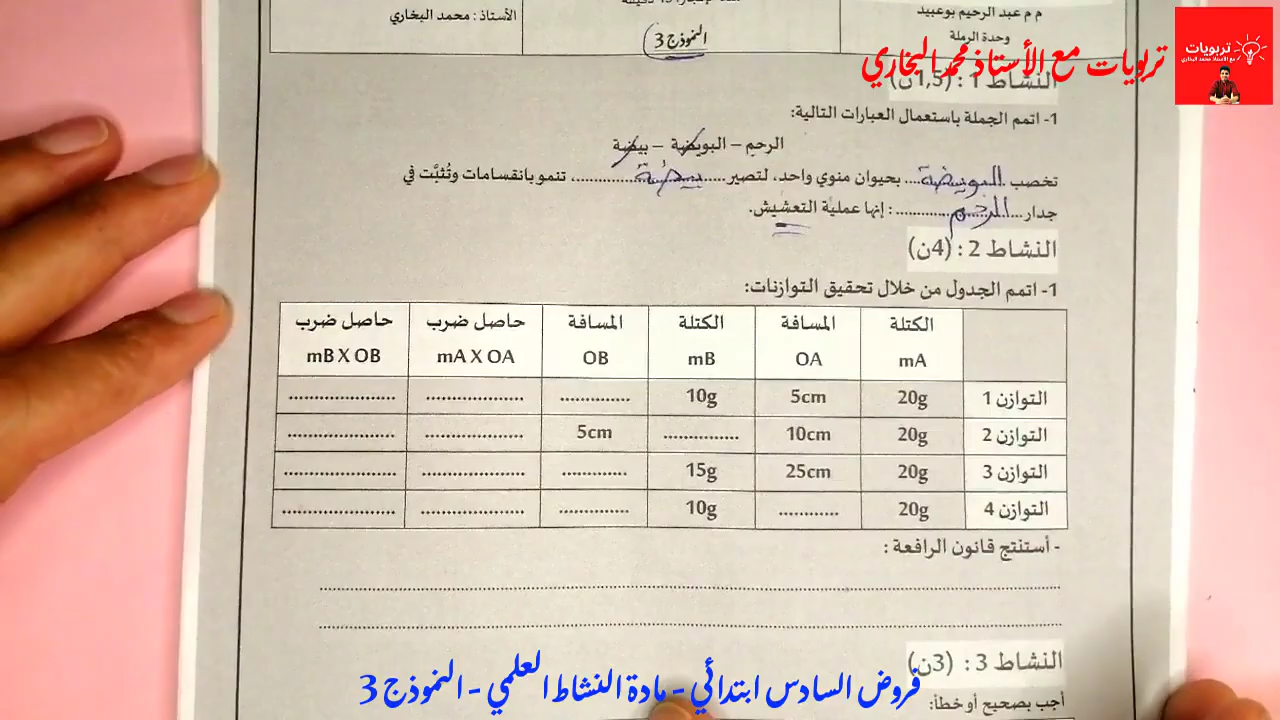 م م عبد الرحيم بوعبيد
وحدة الرملة
النموذج 3
الأستاذ : محمد البخاري
تربويات مع الأستاذ محمد البخاري
تربويات
مع الأستاذ محمد البخاري
النشاط 1 : (1,5ن)
1- اتمم الجملة باستعمال العبارات التالية:
الرحم – البويضة – بيضة
تخصب البويضة بحيوان منوي واحد، لتصير بيضة، تنمو بانقسامات وتُثبَّت في
جدار الرحم : إنها عملية التعشيش.
النشاط 2 : (4ن)
1- اتمم الجدول من خلال تحقيق التوازنات:
الكتلة mA | المسافة OA | الكتلة mB | المسافة OB | حاصل ضرب mA X OA | حاصل ضرب mB X OB
التوازن 1 | 20g | 5cm | 10g | .............. | .................... | ......................
التوازن 2 | 20g | 10cm | ............... | 5cm | .................... | ......................
التوازن 3 | 20g | 25cm | 15g | ............. | ..................... | .......................
التوازن 4 | 20g | ............ | 10g | .............. | ..................... | .......................
- أستنتج قانون الرافعة :
النشاط 3 : (3ن)
أجب بصحيح أو خطأ:
فروض السادس ابتدائي - مادة النشاط العلمي - النموذج 3